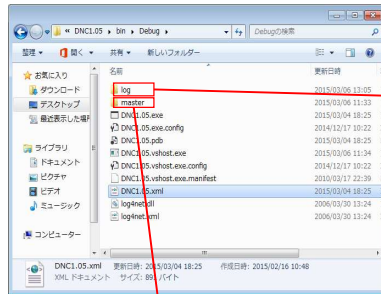 « DNC1.05 ▸ bin ▸ Debug ▸
Debugの検索
整理 ▾ 開く ▾ 共有 ▾ 新しいフォルダー
お気に入り
ダウンロード
デスクトップ
最近表示した場所
ライブラリ
ドキュメント
ピクチャ
ビデオ
ミュージック
コンピューター
名前 更新日時
log 2015/03/06 13:05
master 2015/03/06 11:33
DNC1.05.exe 2015/03/04 18:25
DNC1.05.exe.config 2014/12/17 10:22
DNC1.05.pdb 2015/03/04 18:25
DNC1.05.vshost.exe 2015/03/06 11:34
DNC1.05.vshost.exe.config 2014/12/17 10:22
DNC1.05.vshost.exe.manifest 2010/03/17 22:39
DNC1.05.xml 2015/03/04 18:25
log4net.dll 2006/03/30 13:24
log4net.xml 2006/03/30 13:24
DNC1.05.xml 更新日時: 2015/03/04 18:25 作成日時: 2015/02/16 10:48
XML ドキュメント サイズ: 891 バイト